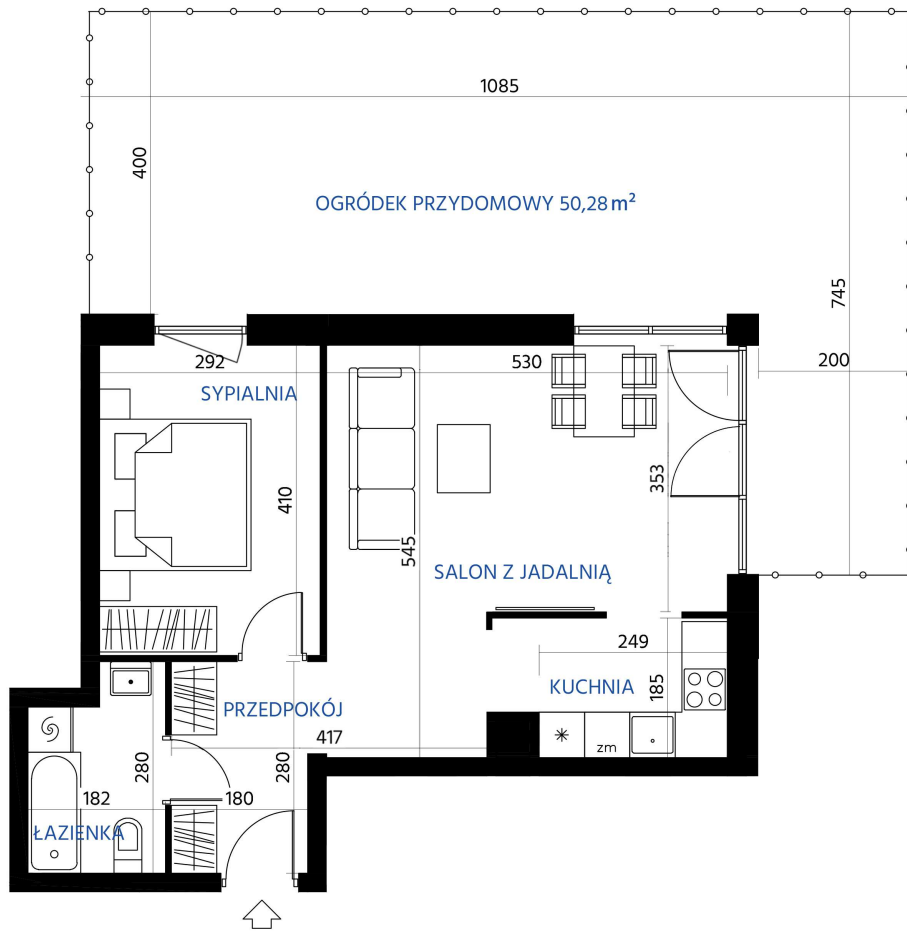 1085
400
OGRÓDEK PRZYDOMOWY 50,28 m²
745
292
530
200
SYPIALNIA
353
410
545
SALON Z JADALNIĄ
249
KUCHNIA
185
PRZEDPOKÓJ
417
zm
280
280
182
180
ŁAZIENKA